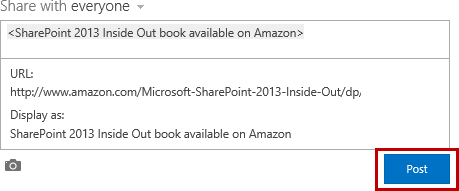 Share with everyone
<SharePoint 2013 Inside Out book available on Amazon>
URL:
http://www.amazon.com/Microsoft-SharePoint-2013-Inside-Out/dp/
Display as:
SharePoint 2013 Inside Out book available on Amazon
Post